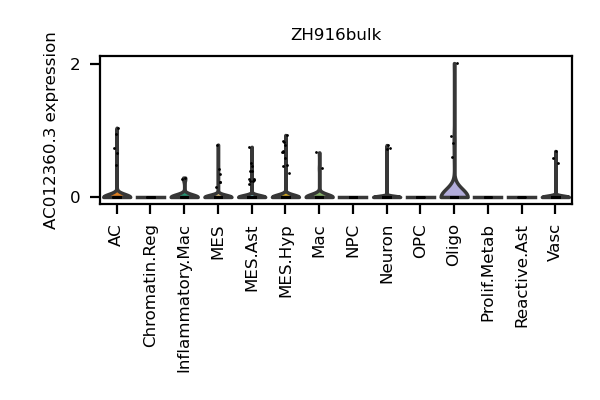 ZH916bulk
AC012360.3 expression
2
0
AC
Chromatin.Reg
Inflammatory.Mac
MES
MES.Ast
MES.Hyp
Mac
NPC
Neuron
OPC
Oligo
Prolif.Metab
Reactive.Ast
Vasc